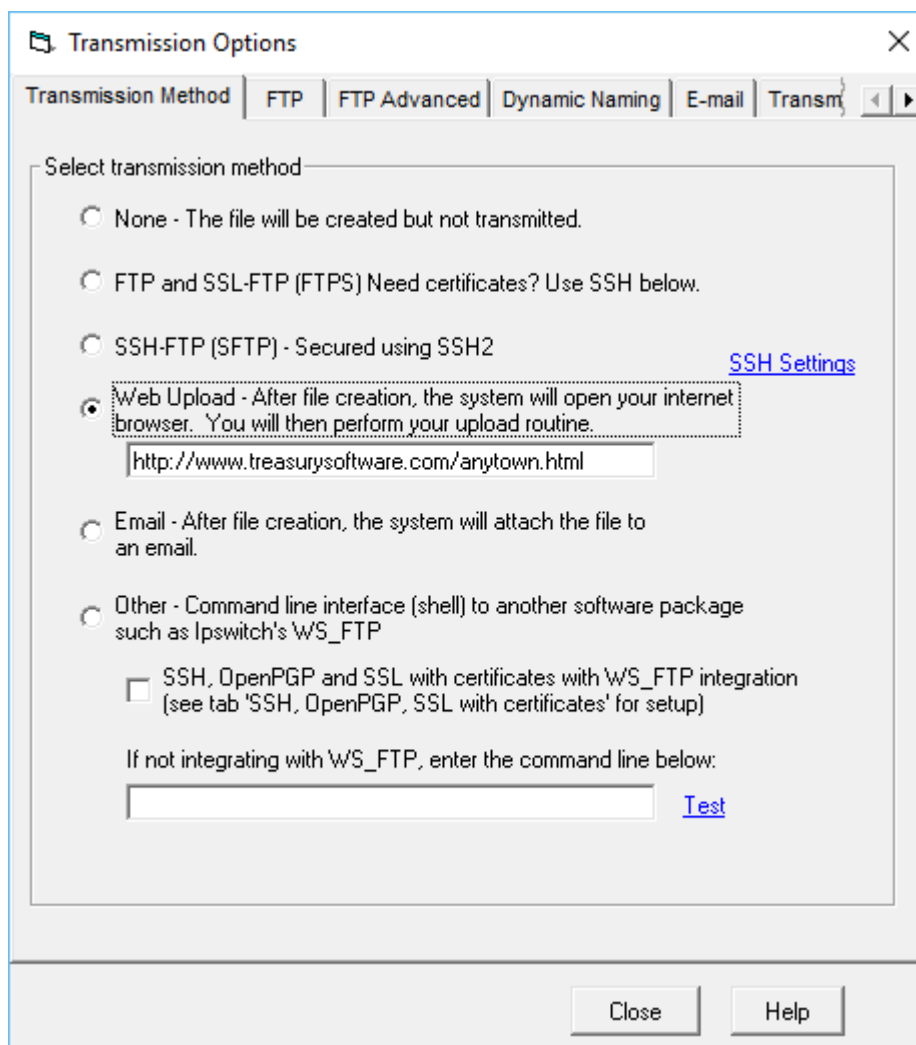 Transmission Options
Transmission Method FTP FTP Advanced Dynamic Naming E-mail Transm
Select transmission method
None - The file will be created but not transmitted.
FTP and SSL-FTP (FTPS) Need certificates? Use SSH below.
SSH-FTP (SFTP) - Secured using SSH2
SSH Settings
Web Upload - After file creation, the system will open your internet
browser. You will then perform your upload routine.
http://www.treasurysoftware.com/anytown.html
Email - After file creation, the system will attach the file to
an email.
Other - Command line interface (shell) to another software package
such as Ipswitch's WS_FTP
SSH, OpenPGP and SSL with certificates with WS_FTP integration
(see tab 'SSH, OpenPGP, SSL with certificates' for setup)
If not integrating with WS_FTP, enter the command line below:
Test
Close Help